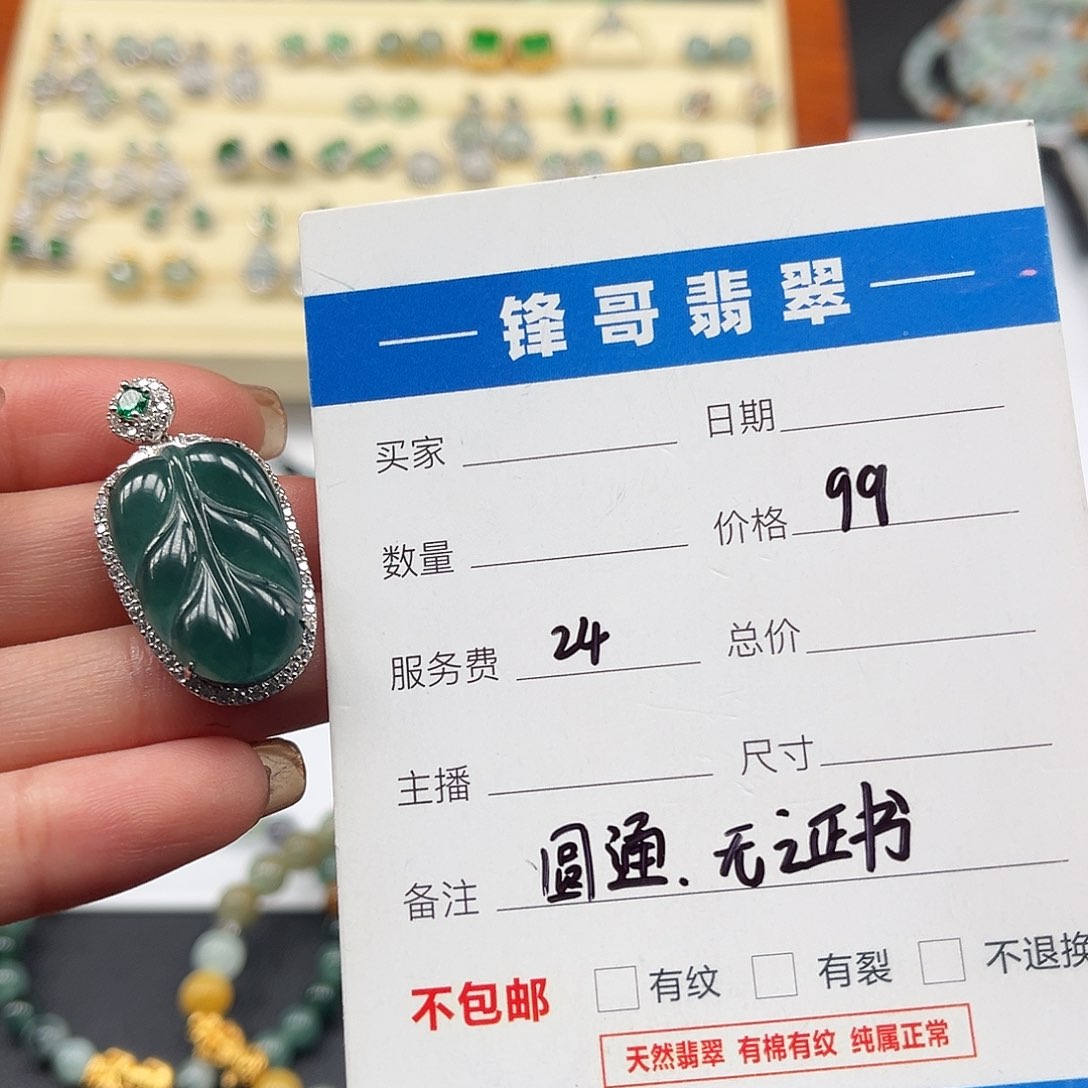 锋哥翡翠
买家 日期
数量 价格 99
服务费 24 总价
主播 尺寸
备注 圆通.无证书
不包邮 有纹 有裂 不退换
天然翡翠 有棉有纹 纯属正常